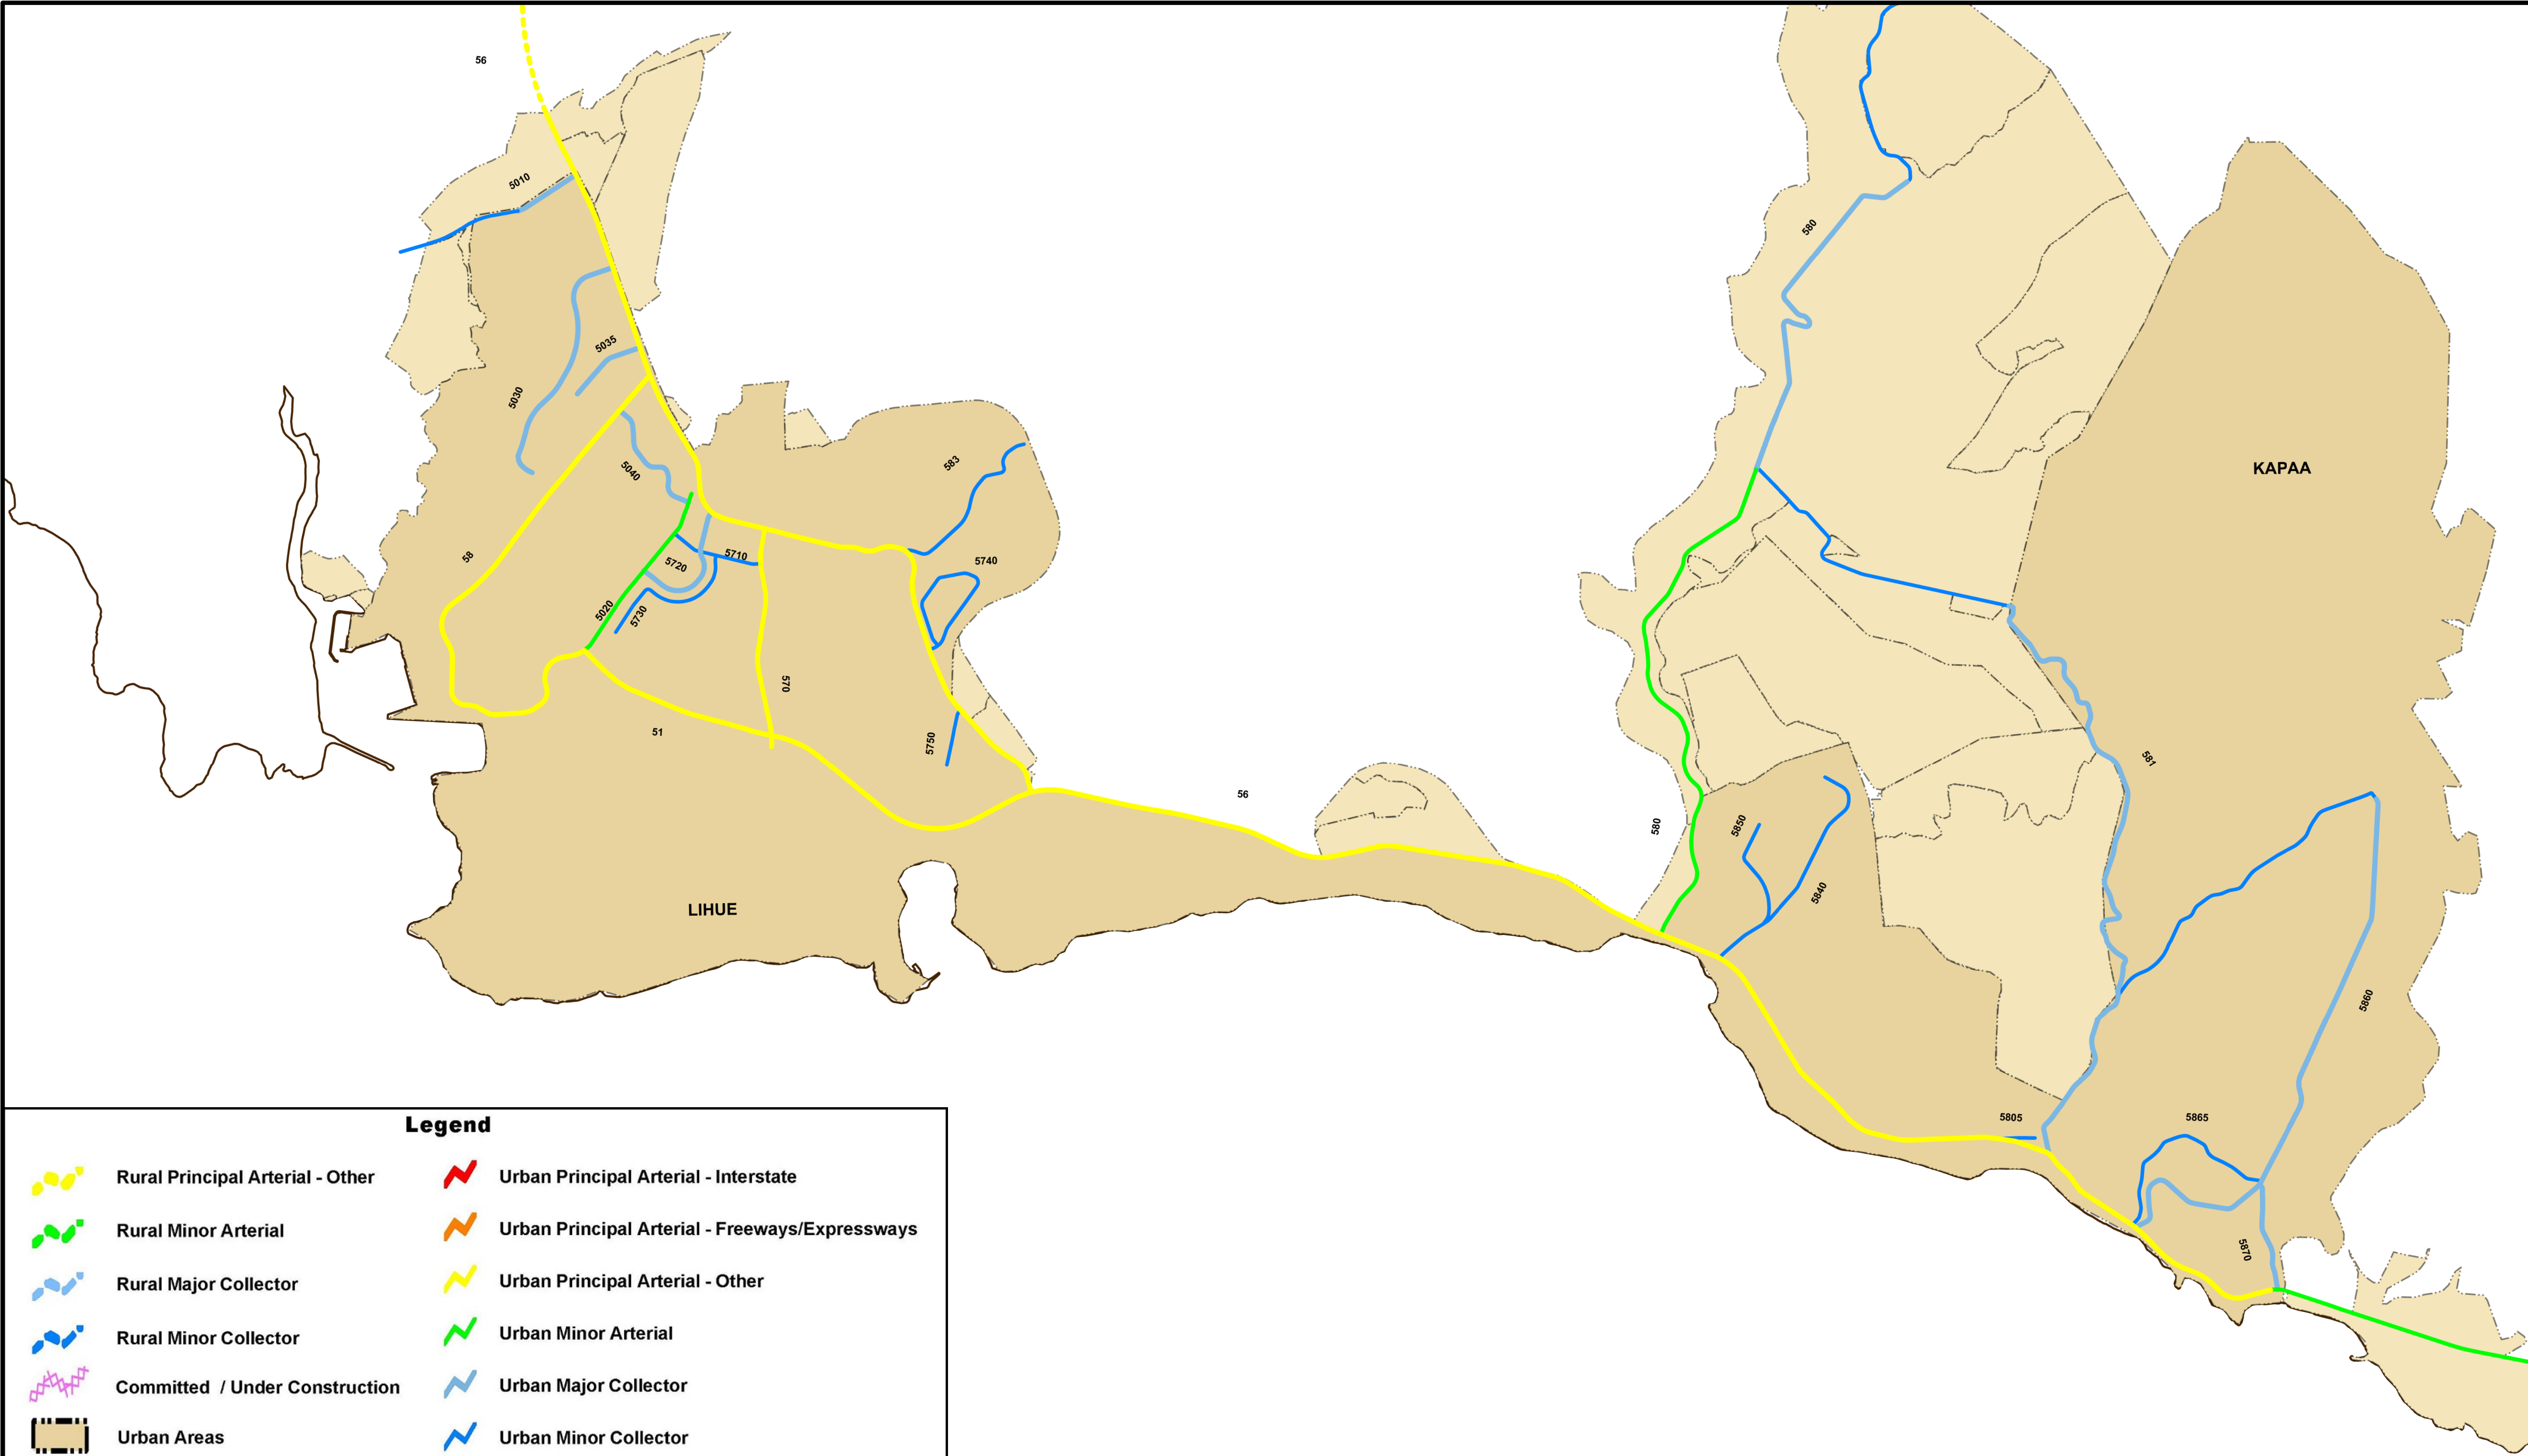 56
5010
580
5035
5030
KAPAA
583
5040
58
5710
5740
5720
5020
5730
570
51
5750
581
56
580
5850
5840
LIHUE
5860
5805
5865
5870
Legend
Rural Principal Arterial - Other
Urban Principal Arterial - Interstate
Rural Minor Arterial
Urban Principal Arterial - Freeways/Expressways
Rural Major Collector
Urban Principal Arterial - Other
Rural Minor Collector
Urban Minor Arterial
Committed / Under Construction
Urban Major Collector
Urban Areas
Urban Minor Collector